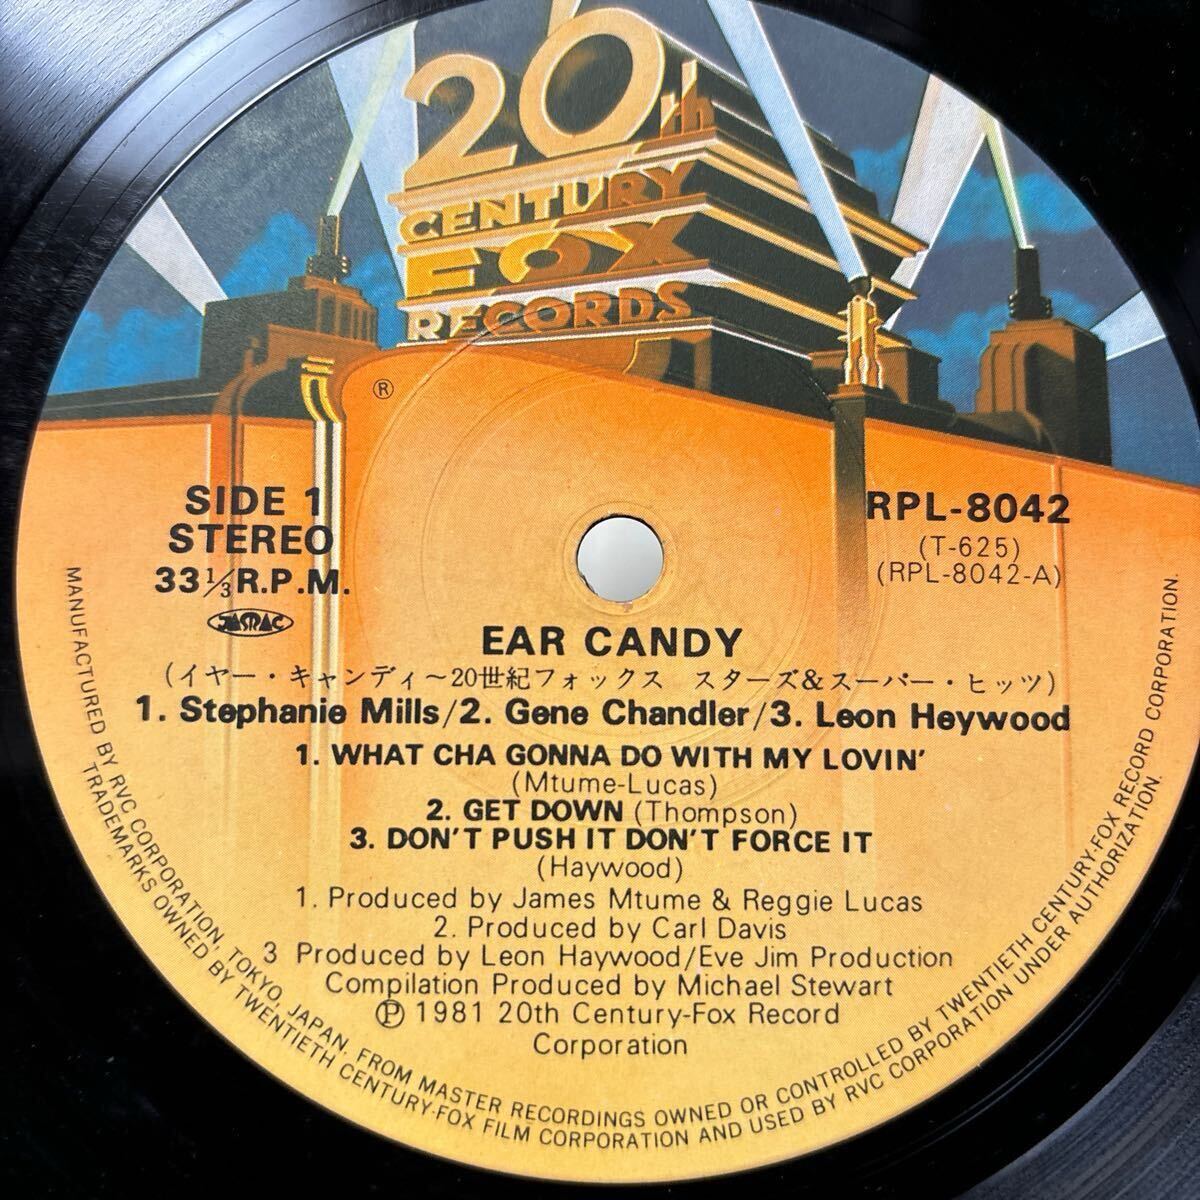 20th
CENTURY
FOX
RECORDS
®
SIDE 1
STEREO
33 1/3 R.P.M.
JASRAC
RPL-8042
(T-625)
(RPL-8042-A)
EAR CANDY
(イヤー・キャンディ～20世紀フォックス スターズ&スーパー・ヒッツ)
1. Stephanie Mills/2. Gene Chandler/3. Leon Heywood
1. WHAT CHA GONNA DO WITH MY LOVIN'
(Mtume-Lucas)
2. GET DOWN (Thompson)
3. DON'T PUSH IT DON'T FORCE IT
(Haywood)
1. Produced by James Mtume & Reggie Lucas
2. Produced by Carl Davis
3 Produced by Leon Haywood/Eve Jim Production
Compilation Produced by Michael Stewart
℗ 1981 20th Century-Fox Record
Corporation
MANUFACTURED BY RVC CORPORATION, TOKYO, JAPAN. FROM MASTER RECORDINGS OWNED OR CONTROLLED BY TWENTIETH CENTURY-FOX RECORD CORPORATION.
TRADEMARKS OWNED BY TWENTIETH CENTURY-FOX FILM CORPORATION AND USED BY RVC CORPORATION UNDER AUTHORIZATION.